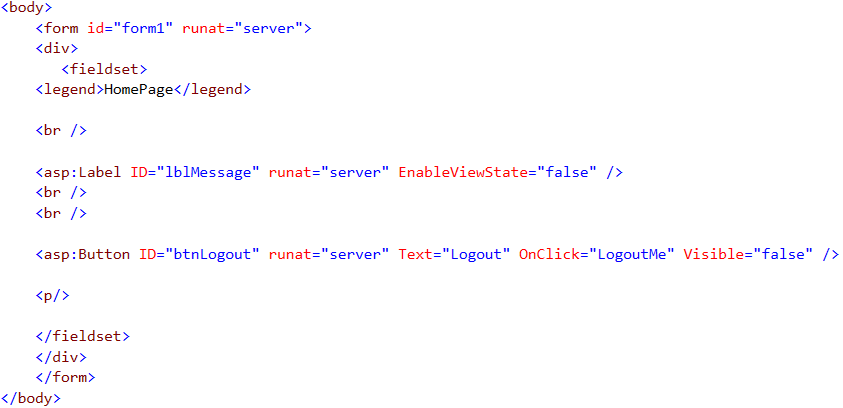 <body>
<form id="form1" runat="server">
<div>
<fieldset>
<legend>HomePage</legend>
<br />
<asp:Label ID="lblMessage" runat="server" EnableViewState="false" />
<br />
<br />
<asp:Button ID="btnLogout" runat="server" Text="Logout" OnClick="LogoutMe" Visible="false" />
<p/>
</fieldset>
</div>
</form>
</body>